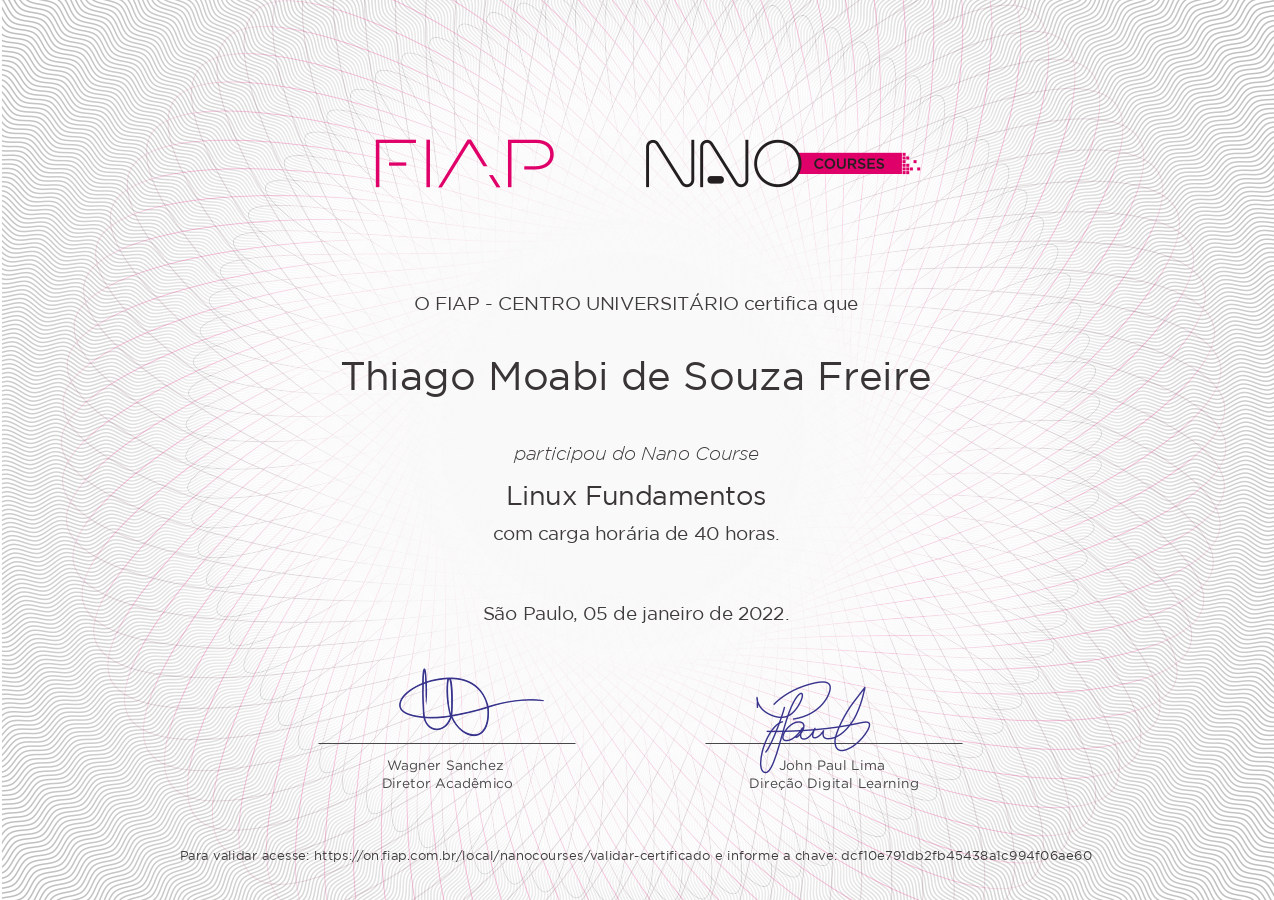 FIAP NANO COURSES
O FIAP - CENTRO UNIVERSITÁRIO certifica que
Thiago Moabi de Souza Freire
participou do Nano Course
Linux Fundamentos
com carga horária de 40 horas.
São Paulo, 05 de janeiro de 2022.
Wagner Sanchez
Diretor Acadêmico
John Paul Lima
Direção Digital Learning
Para validar acesse: https://on.fiap.com.br/local/nanocourses/validar-certificado e informe a chave: dcf10e791db2fb45438a1c994f06ae60